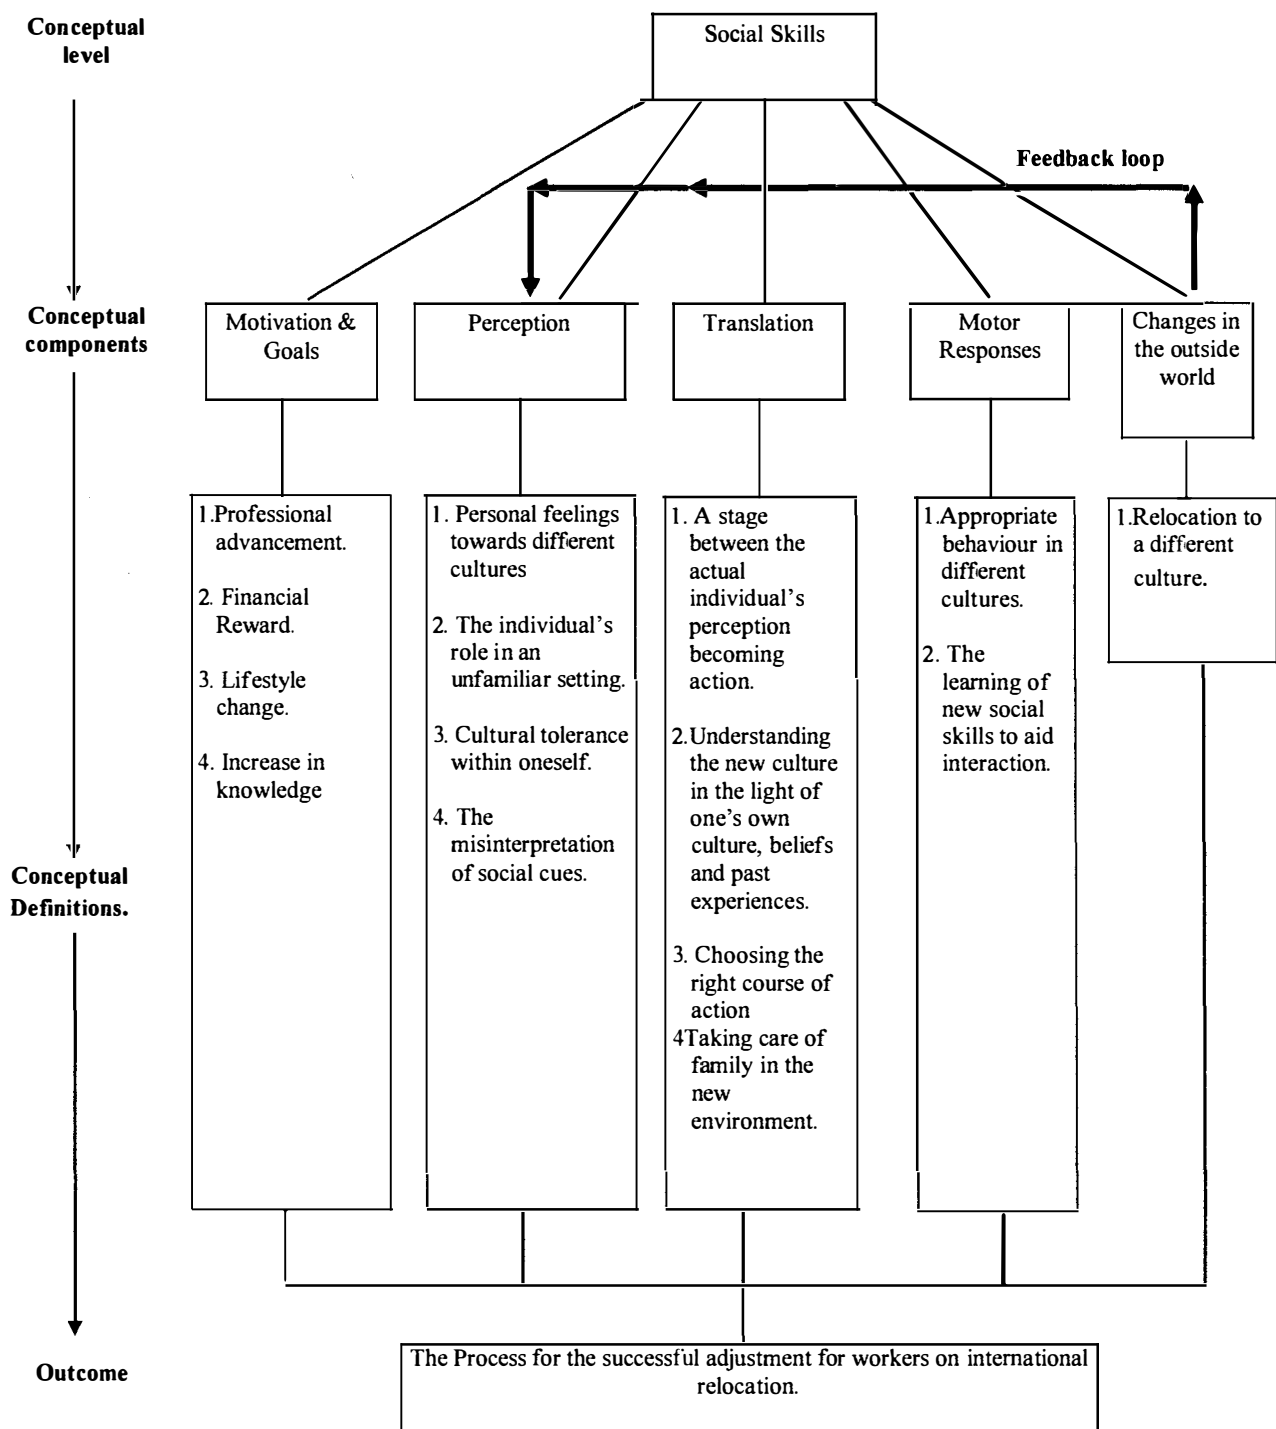 Conceptual
level
Social Skills
Feedback loop
Conceptual
components
Motivation &
Goals
Perception
Translation
Motor
Responses
Changes in
the outside
world
1.Professional
advancement.
2. Financial
Reward.
3. Lifestyle
change.
4. Increase in
knowledge
1. Personal feelings
towards different
cultures
2. The individual's
role in an
unfamiliar setting.
3. Cultural tolerance
within oneself.
4. The
misinterpretation
of social cues.
1. A stage
between the
actual
individual's
perception
becoming
action.
2.Understanding
the new culture
in the light of
one's own
culture, beliefs
and past
experiences.
3. Choosing the
right course of
action
4Taking care of
family in the
new
environment.
1.Appropriate
behaviour in
different
cultures.
2. The
learning of
new social
skills to aid
interaction.
1.Relocation to
a different
culture.
Conceptual
Definitions.
Outcome
The Process for the successful adjustment for workers on international
relocation.